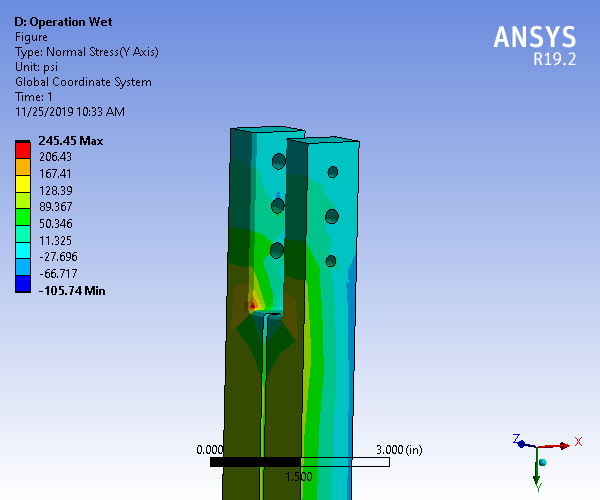 D: Operation Wet
Figure
Type: Normal Stress(Y Axis)
Unit: psi
Global Coordinate System
Time: 1
11/25/2019 10:33 AM
ANSYS
R19.2
245.45 Max
206.43
167.41
128.39
89.367
50.346
11.325
-27.696
-66.717
-105.74 Min
0.000
3.000 (in)
1.500
Z
X
Y